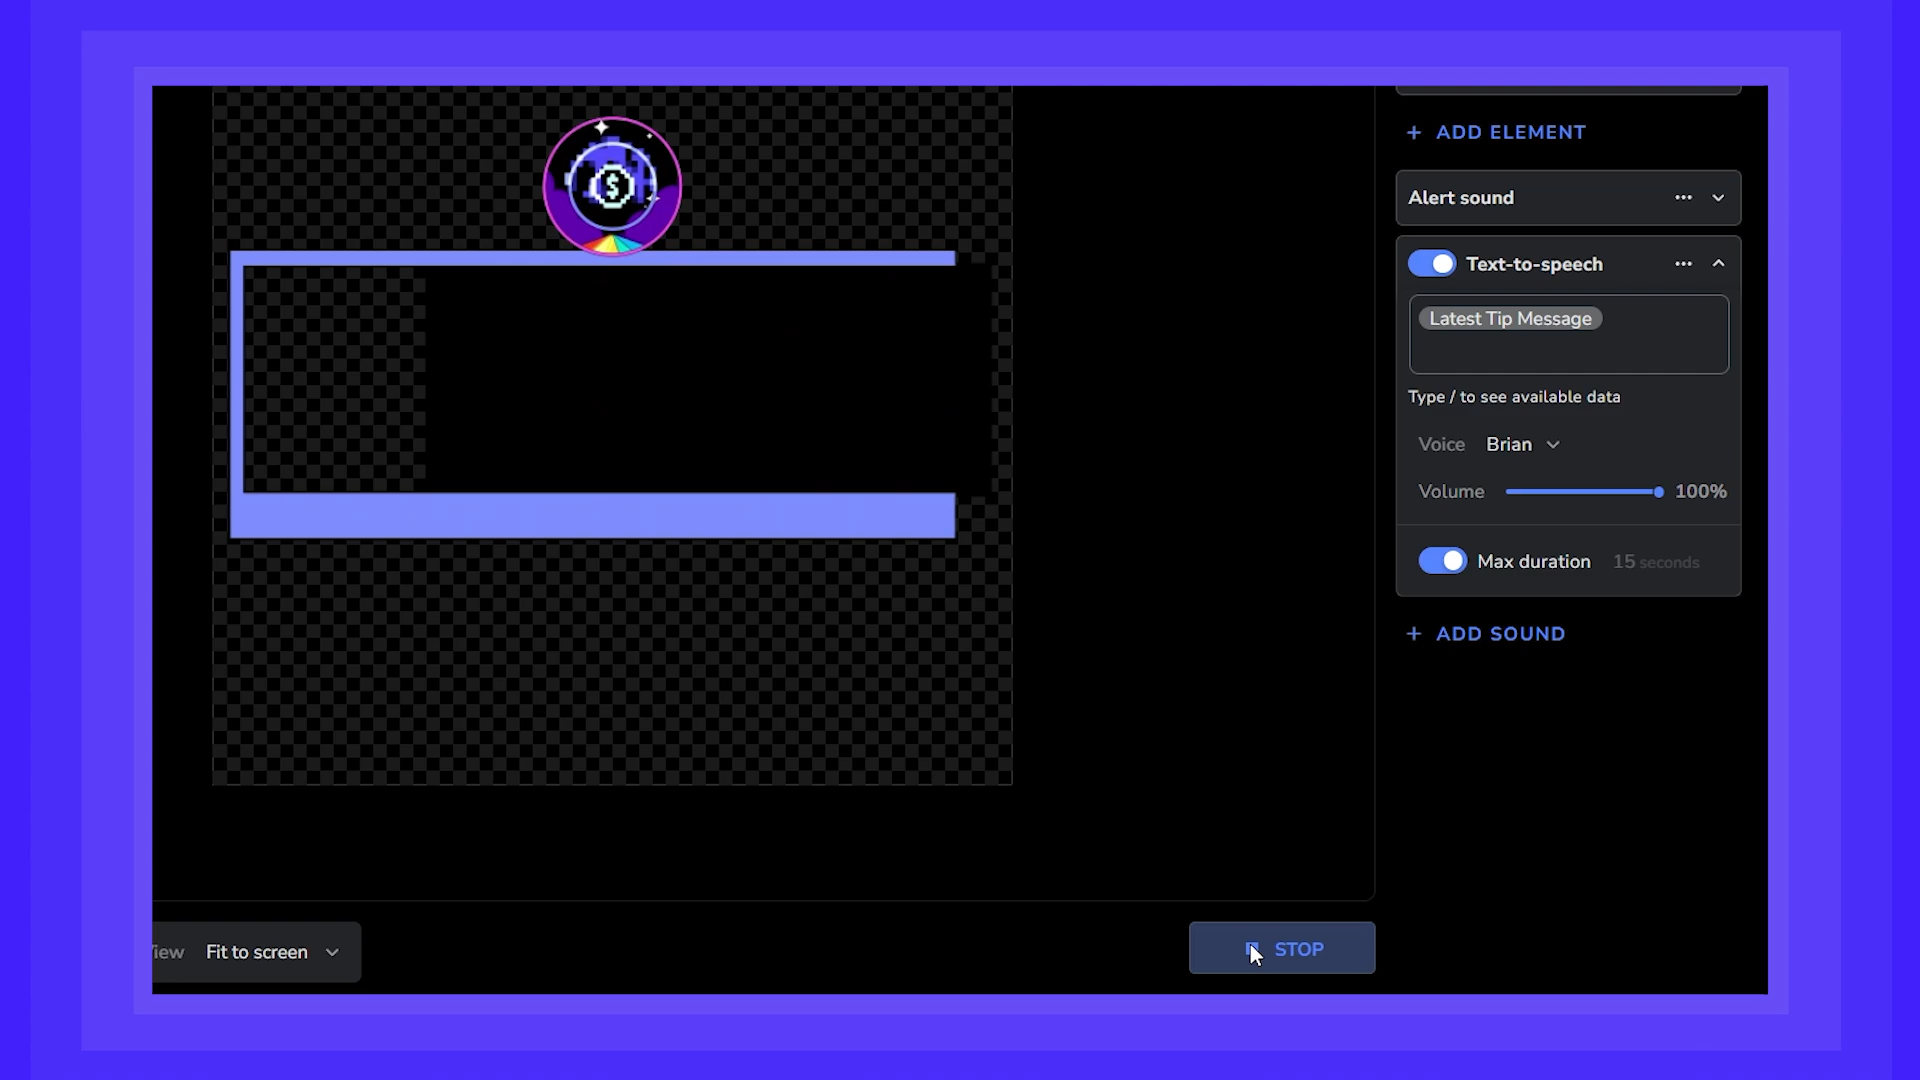 $
+ ADD ELEMENT
Alert sound
Text-to-speech
Latest Tip Message
Type / to see available data
Voice Brian
Volume 100%
Max duration 15 seconds
+ ADD SOUND
Fit to screen
STOP